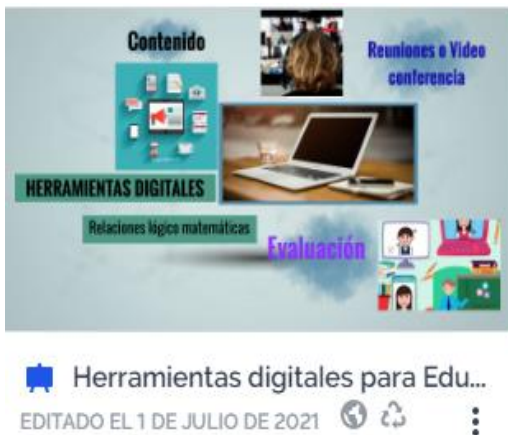 Contenido
Reuniones o Video
conferencia
HERRAMIENTAS DIGITALES
Relaciones lógico matemáticas
Evaluación
Herramientas digitales para Edu...
EDITADO EL 1 DE JULIO DE 2021